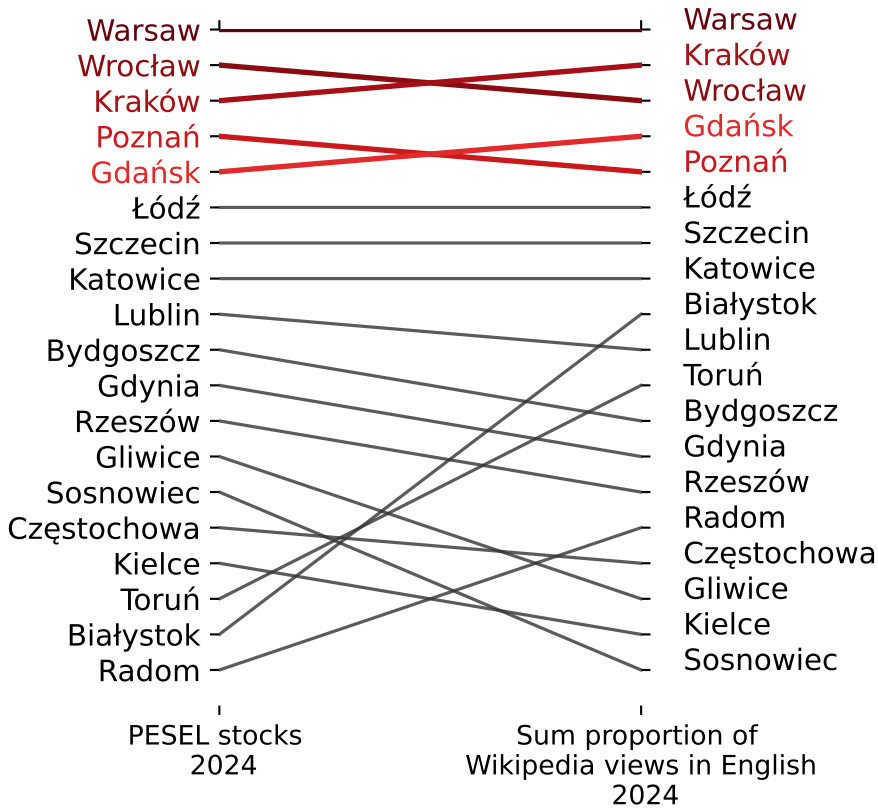 Warsaw
Wrocław
Kraków
Poznań
Gdańsk
Łódź
Szczecin
Katowice
Lublin
Bydgoszcz
Gdynia
Rzeszów
Gliwice
Sosnowiec
Częstochowa
Kielce
Toruń
Białystok
Radom
Warsaw
Kraków
Wrocław
Gdańsk
Poznań
Łódź
Szczecin
Katowice
Białystok
Lublin
Toruń
Bydgoszcz
Gdynia
Rzeszów
Radom
Częstochowa
Gliwice
Kielce
Sosnowiec
PESEL stocks
2024
Sum proportion of
Wikipedia views in English
2024